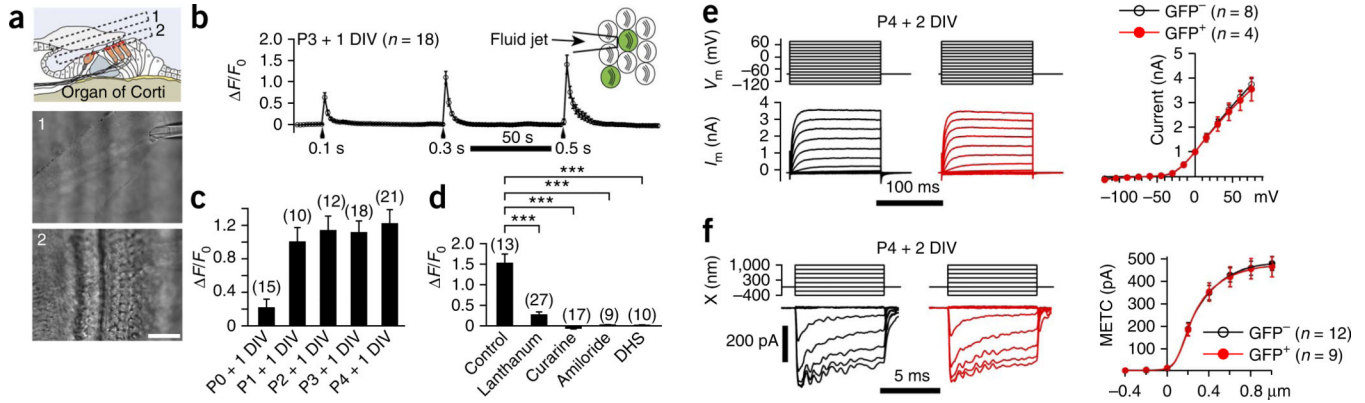 a
1
2
Organ of Corti
1
2
b
P3 + 1 DIV (n = 18)
Fluid jet
ΔF/F0
2.0
1.5
1.0
0.5
0
0.1 s
0.3 s
50 s
0.5 s
c
ΔF/F0
1.2
0.8
0.4
0
(15)
(10)
(12)
(18)
(21)
P0 + 1 DIV
P1 + 1 DIV
P2 + 1 DIV
P3 + 1 DIV
P4 + 1 DIV
d
***
***
***
***
ΔF/F0
2.0
1.5
1.0
0.5
0
(13)
(27)
(17)
(9)
(10)
Control
Lanthanum
Curarine
Amiloride
DHS
e
P4 + 2 DIV
Vm (mV)
60
0
−60
−120
Im (nA)
4
3
2
1
0
100 ms
GFP− (n = 8)
GFP+ (n = 4)
Current (nA)
4
3
2
1
0
−100
−50
0
50
mV
f
P4 + 2 DIV
X (nm)
1,000
300
−400
200 pA
5 ms
METC (pA)
500
400
300
200
100
0
GFP− (n = 12)
GFP+ (n = 9)
−0.4
0
0.4
0.8
μm